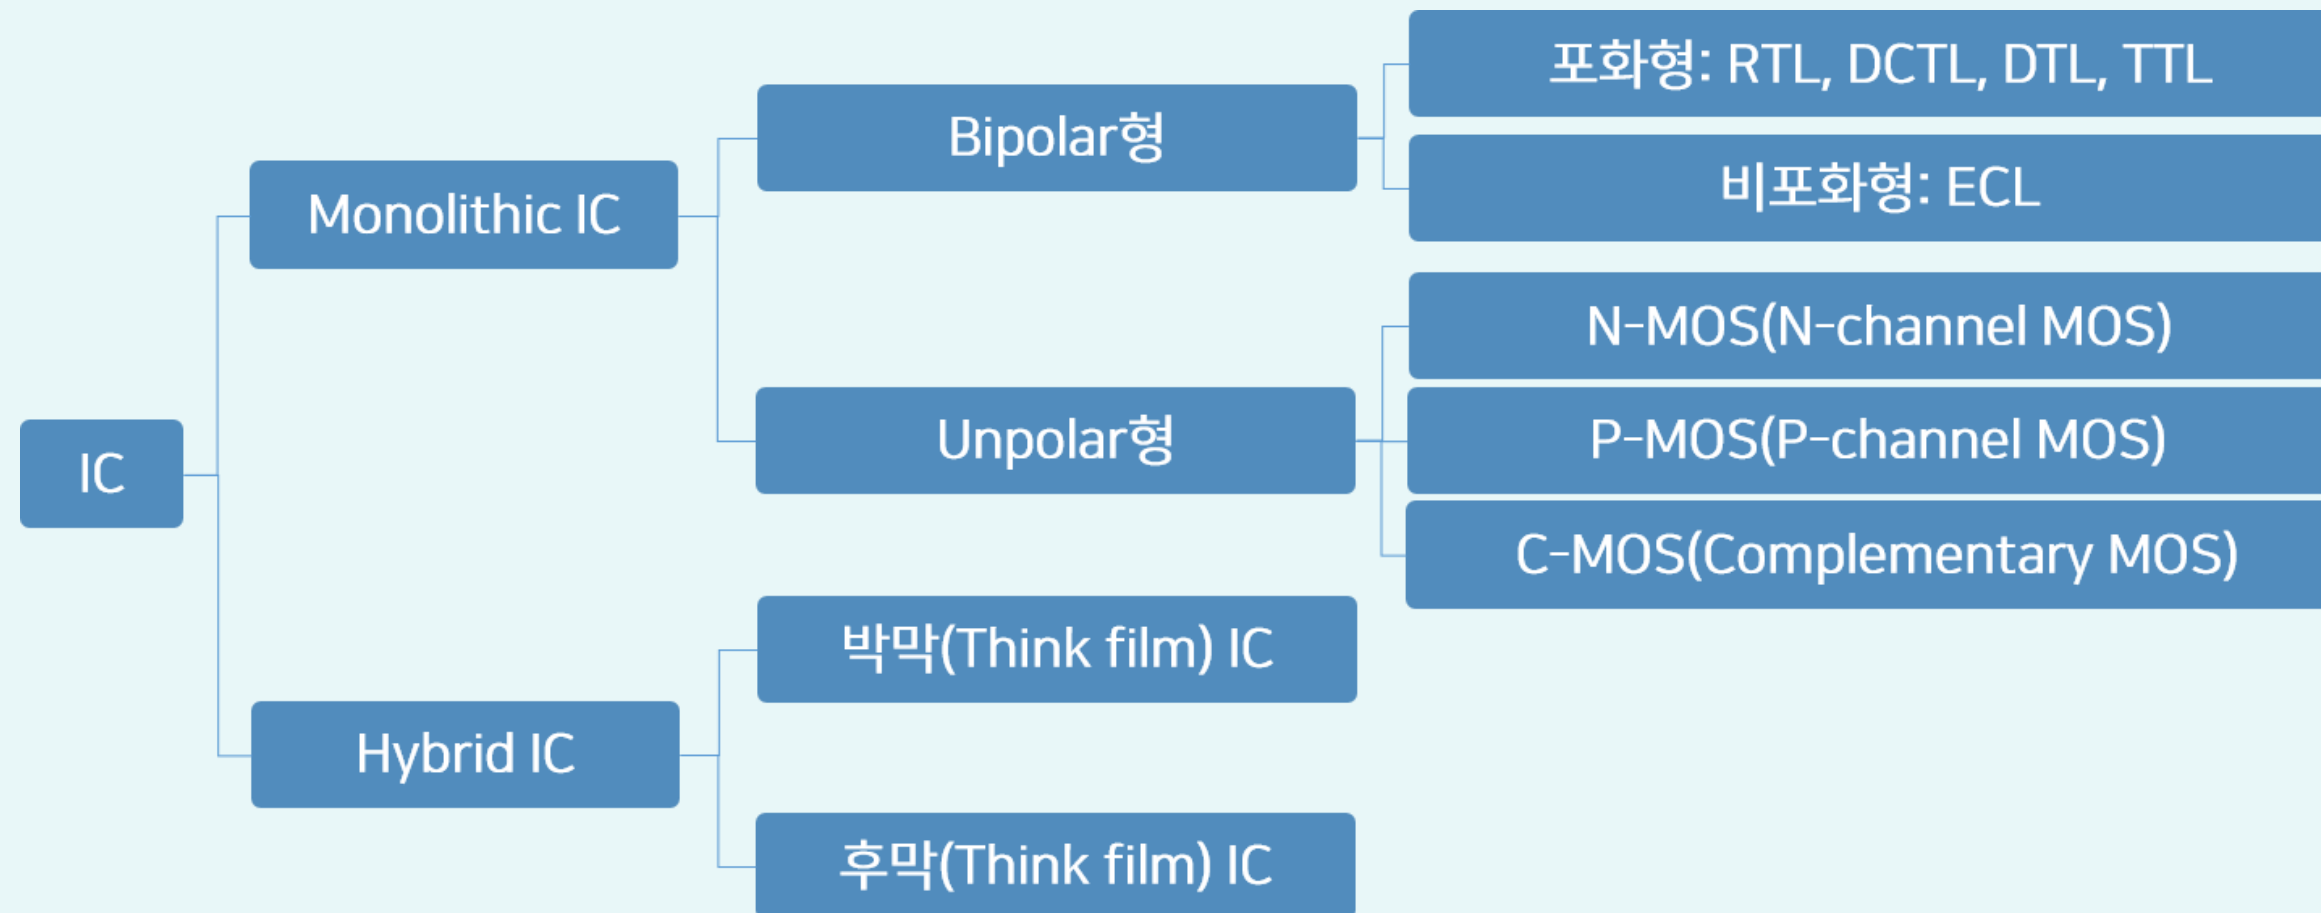 IC
Monolithic IC
Bipolar형
포화형: RTL, DCTL, DTL, TTL
비포화형: ECL
Unpolar형
N-MOS(N-channel MOS)
P-MOS(P-channel MOS)
C-MOS(Complementary MOS)
Hybrid IC
박막(Think film) IC
후막(Think film) IC